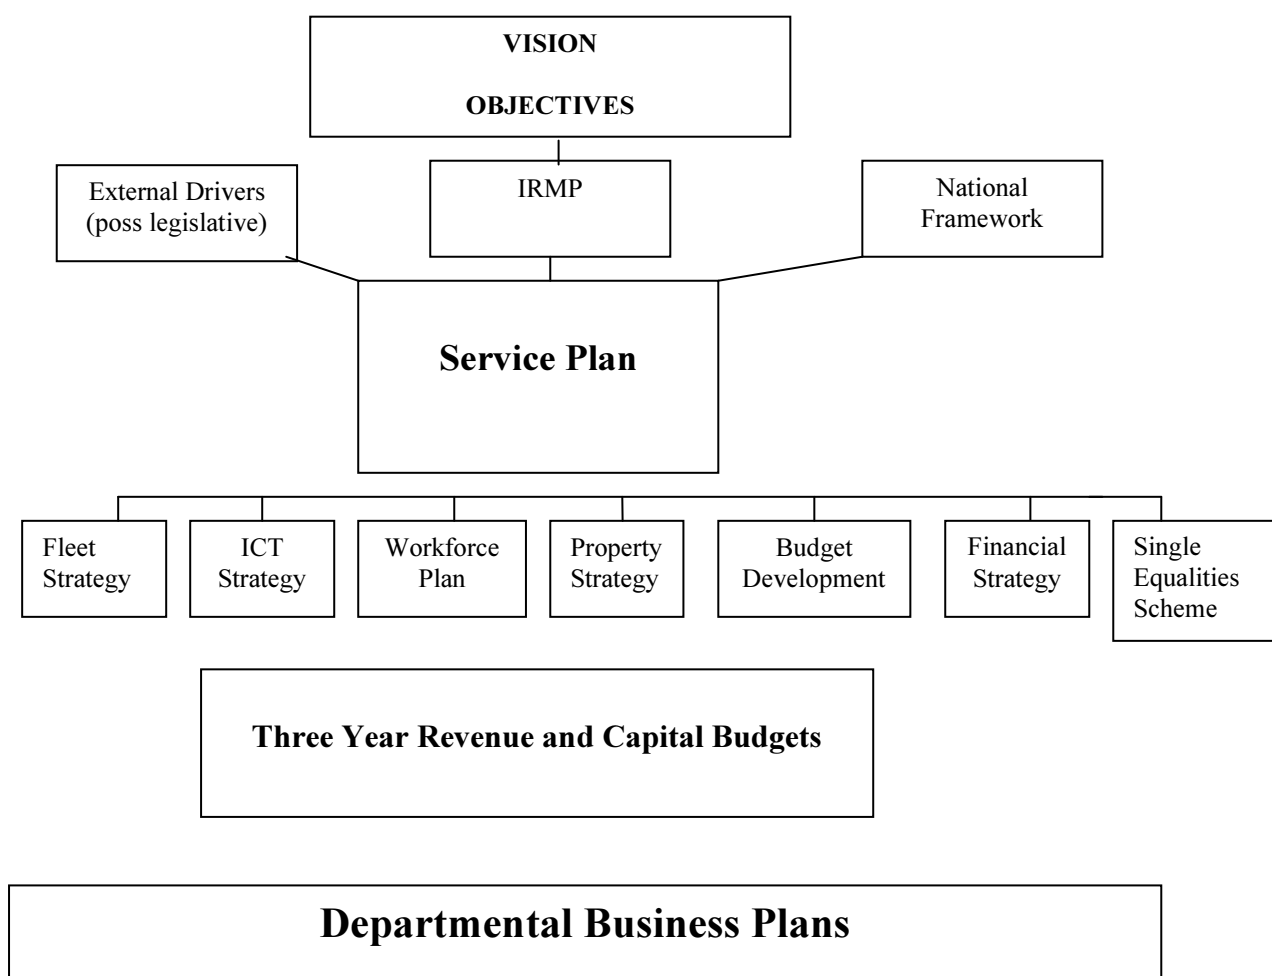 VISION
OBJECTIVES
External Drivers
(poss legislative)
IRMP
National
Framework
Service Plan
Fleet
Strategy
ICT
Strategy
Workforce
Plan
Property
Strategy
Budget
Development
Financial
Strategy
Single
Equalities
Scheme
Three Year Revenue and Capital Budgets
Departmental Business Plans